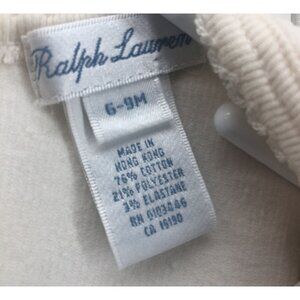 Ralph Lauren
6-9M
MADE IN
HONG KONG
76% COTTON
21% POLYESTER
3% ELASTANE
RN 0103046
CA 19190